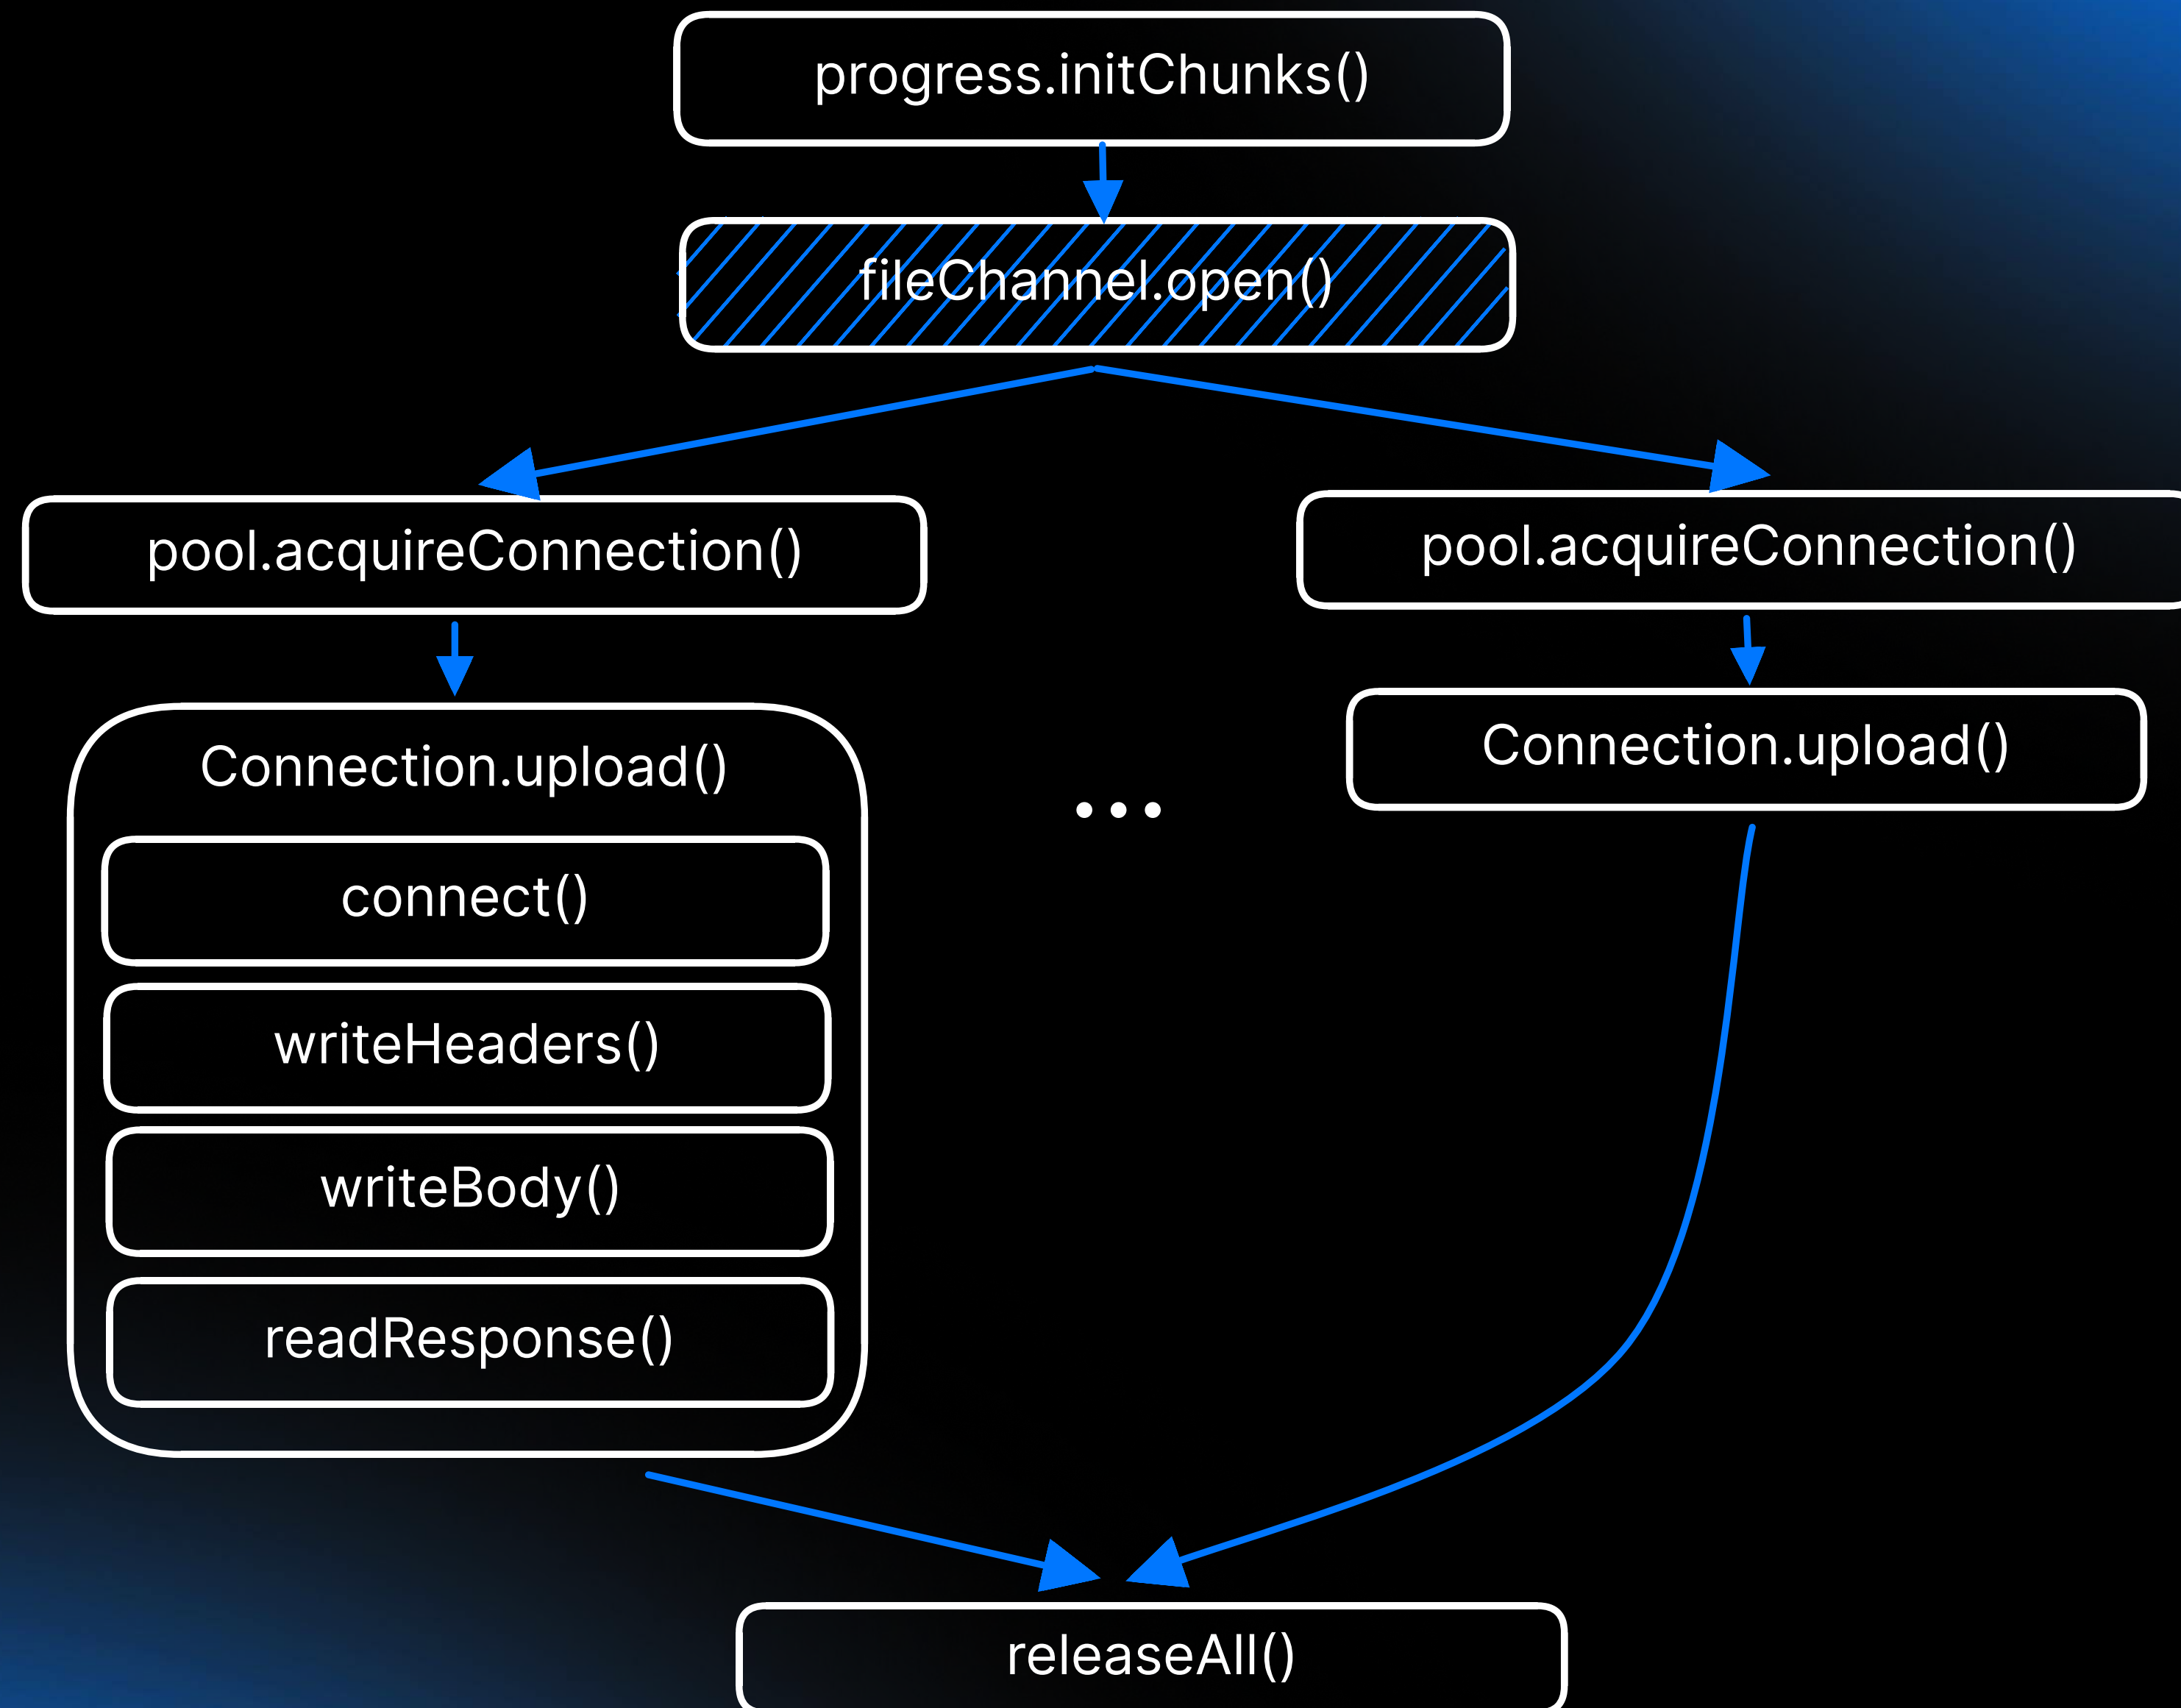 progress.initChunks()
fileChannel.open()
pool.acquireConnection()
pool.acquireConnection()
Connection.upload()
Connection.upload()
connect()
...
writeHeaders()
writeBody()
readResponse()
releaseAll()